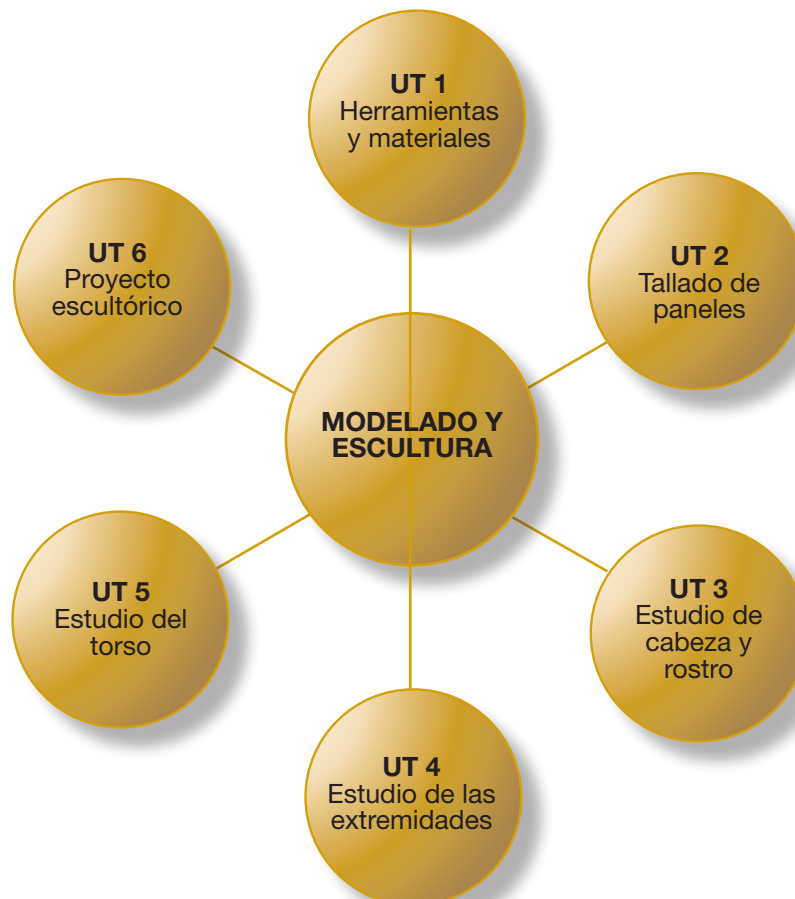 UT 1
Herramientas
y materiales
UT 2
Tallado de
paneles
UT 3
Estudio de
cabeza y
rostro
UT 4
Estudio de las
extremidades
UT 5
Estudio del
torso
UT 6
Proyecto
escultórico
MODELADO Y
ESCULTURA